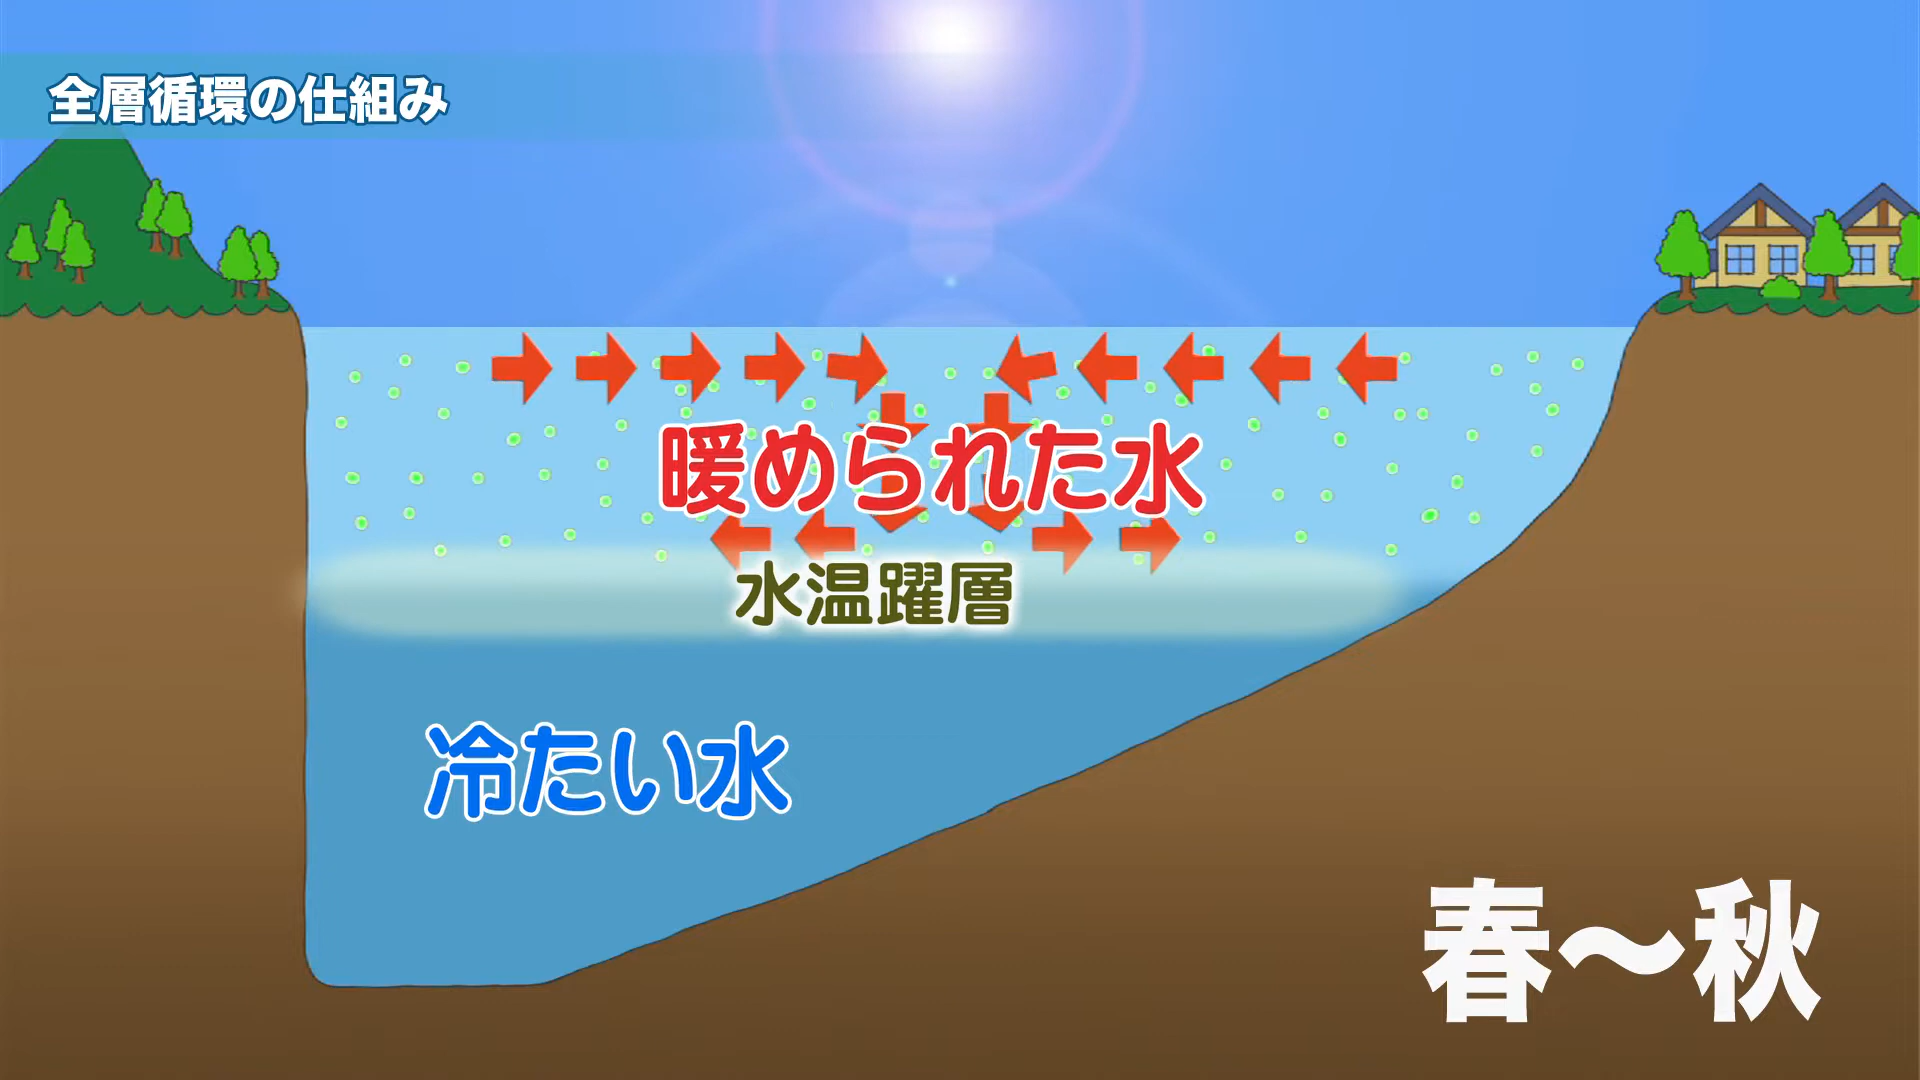 全層循環の仕組み
暖められた水
水温躍層
冷たい水
春～秋